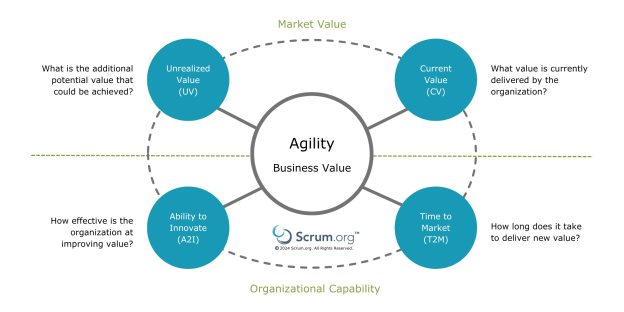 Market Value
What is the additional
potential value that
could be achieved?
Unrealized
Value
(UV)
Current
Value
(CV)
What value is currently
delivered by the
organization?
Agility
Business Value
How effective is the
organization at
improving value?
Ability to
Innovate
(A2I)
Time to
Market
(T2M)
How long does it take
to deliver new value?
Scrum.org™
© 2024 Scrum.org. All Rights Reserved.
Organizational Capability